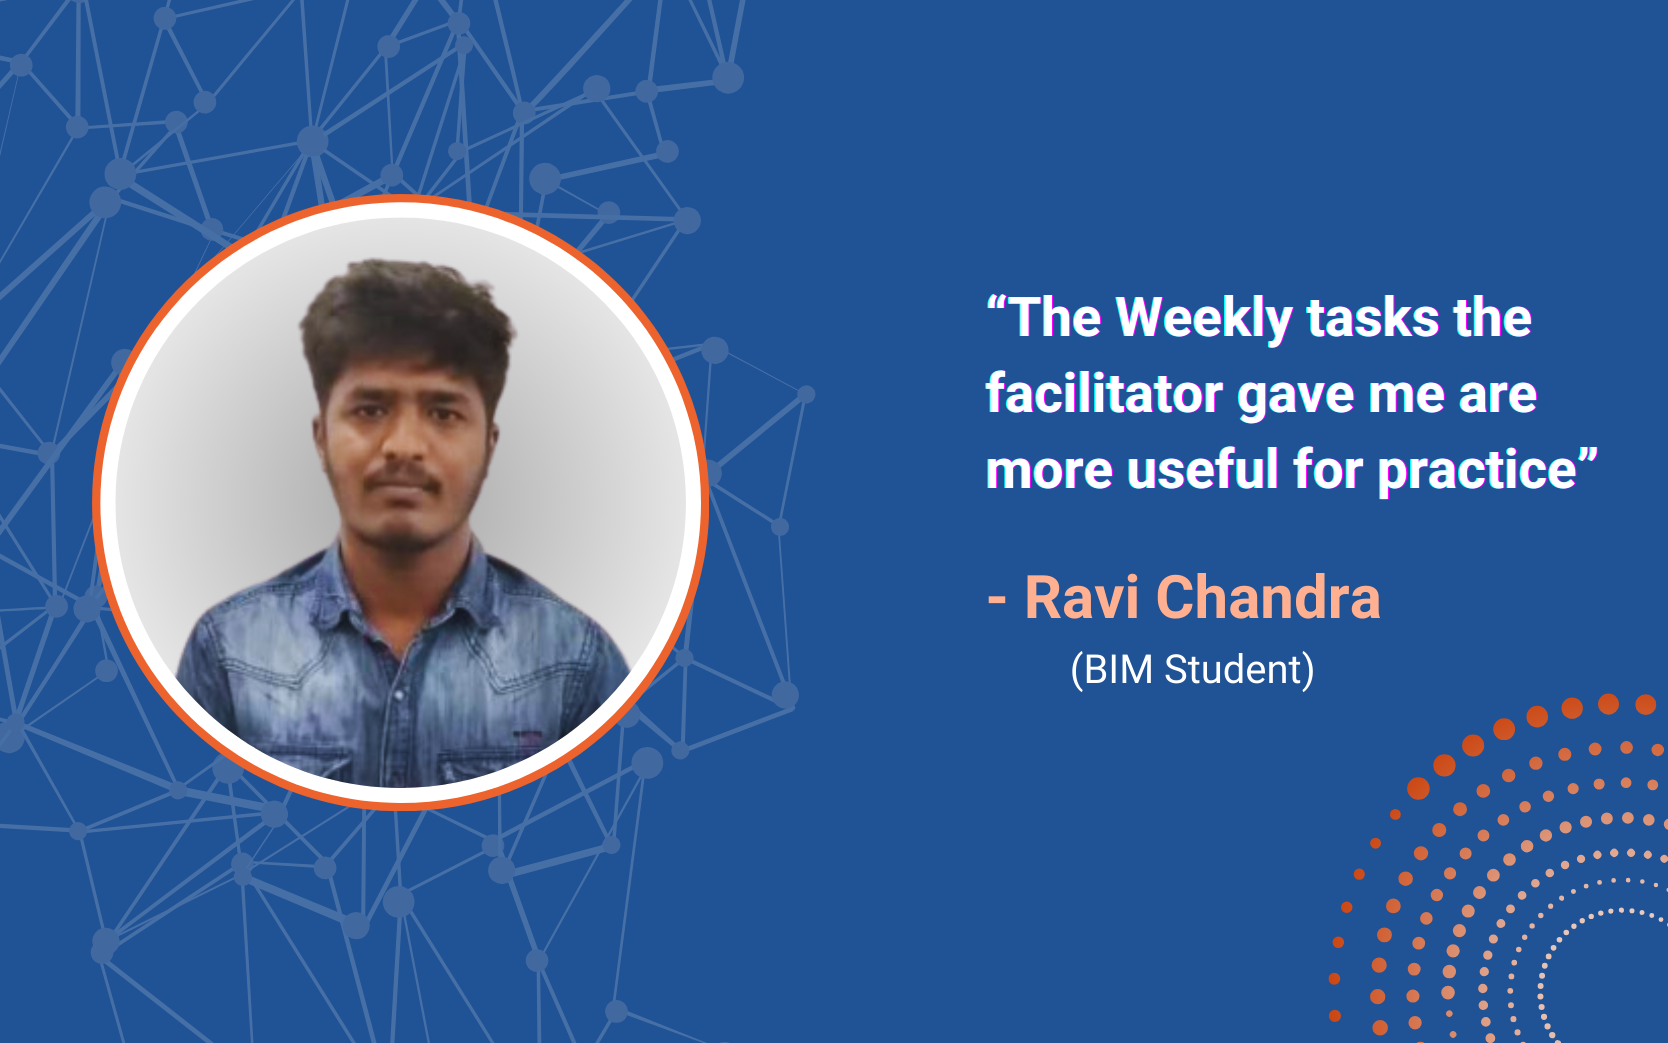 “The Weekly tasks the
facilitator gave me are
more useful for practice”
- Ravi Chandra
(BIM Student)